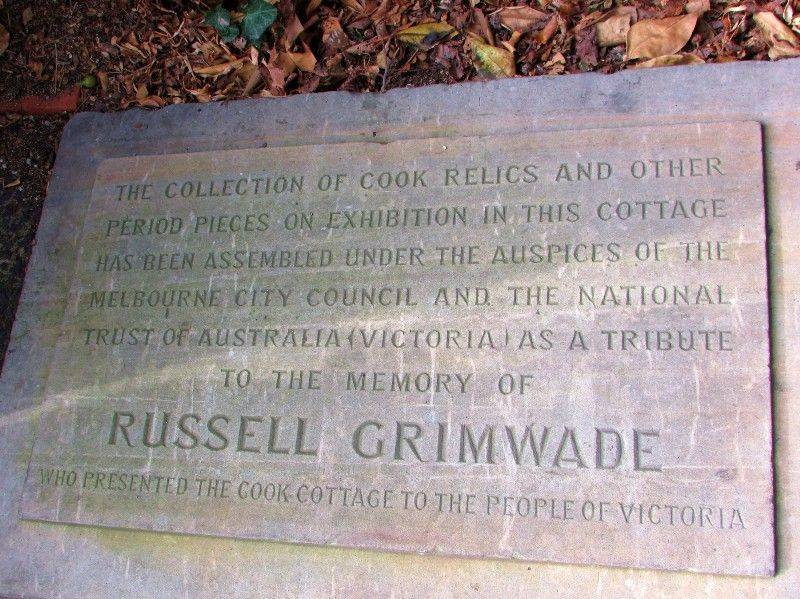 THE COLLECTION OF COOK RELICS AND OTHER
PERIOD PIECES ON EXHIBITION IN THIS COTTAGE
HAS BEEN ASSEMBLED UNDER THE AUSPICES OF THE
MELBOURNE CITY COUNCIL AND THE NATIONAL
TRUST OF AUSTRALIA (VICTORIA) AS A TRIBUTE
TO THE MEMORY OF
RUSSELL GRIMWADE
WHO PRESENTED THE COOK COTTAGE TO THE PEOPLE OF VICTORIA